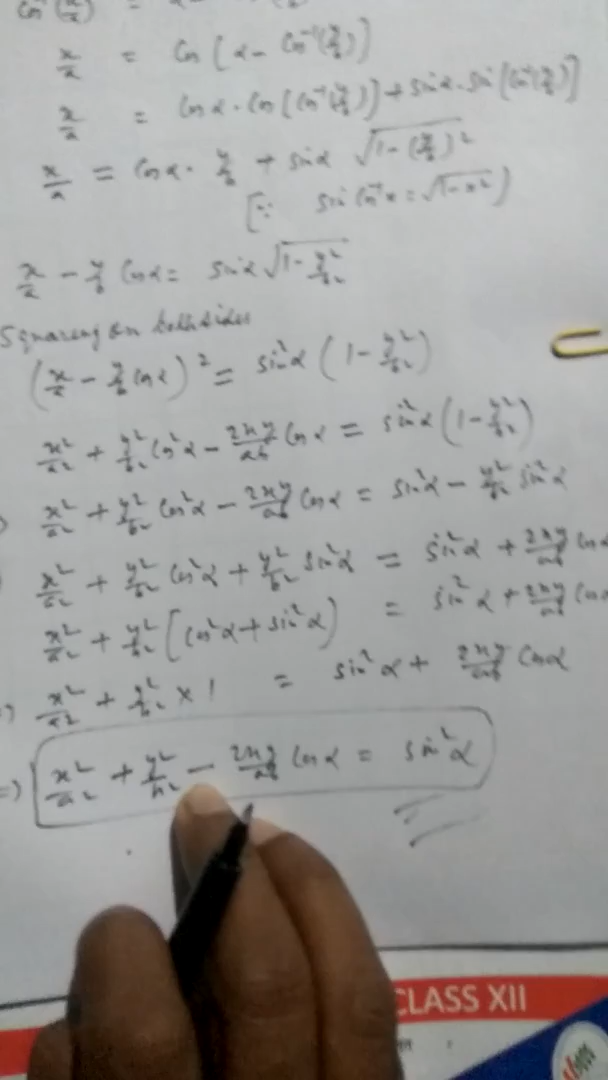 x/a = Cos [α - Cos⁻¹(y/b)]
x/a = Cosα · Cos[Cos⁻¹(y/b)] + sinα · sin[Cos⁻¹(y/b)]
x/a = Cosα · y/b + sinα √(1-(y/b)²)
[∵ sin Cos⁻¹x = √(1-x²)]
x/a - y/b Cosα = sinα √(1 - y²/b²)
Squaring on both sides
(x/a - y/b Cosα)² = sin²α (1 - y²/b²)
x²/a² + y²/b² Cos²α - 2xy/ab Cosα = sin²α (1 - y²/b²)
x²/a² + y²/b² Cos²α - 2xy/ab Cosα = sin²α - y²/b² sin²α
x²/a² + y²/b² Cos²α + y²/b² sin²α = sin²α + 2xy/ab Cosα
x²/a² + y²/b² [Cos²α + sin²α) = sin²α + 2xy/ab Cosα
=) x²/a² + y²/b² × 1 = sin²α + 2xy/ab Cosα
=) x²/a² + y²/b² - 2xy/ab Cosα = sin²α
CLASS XII